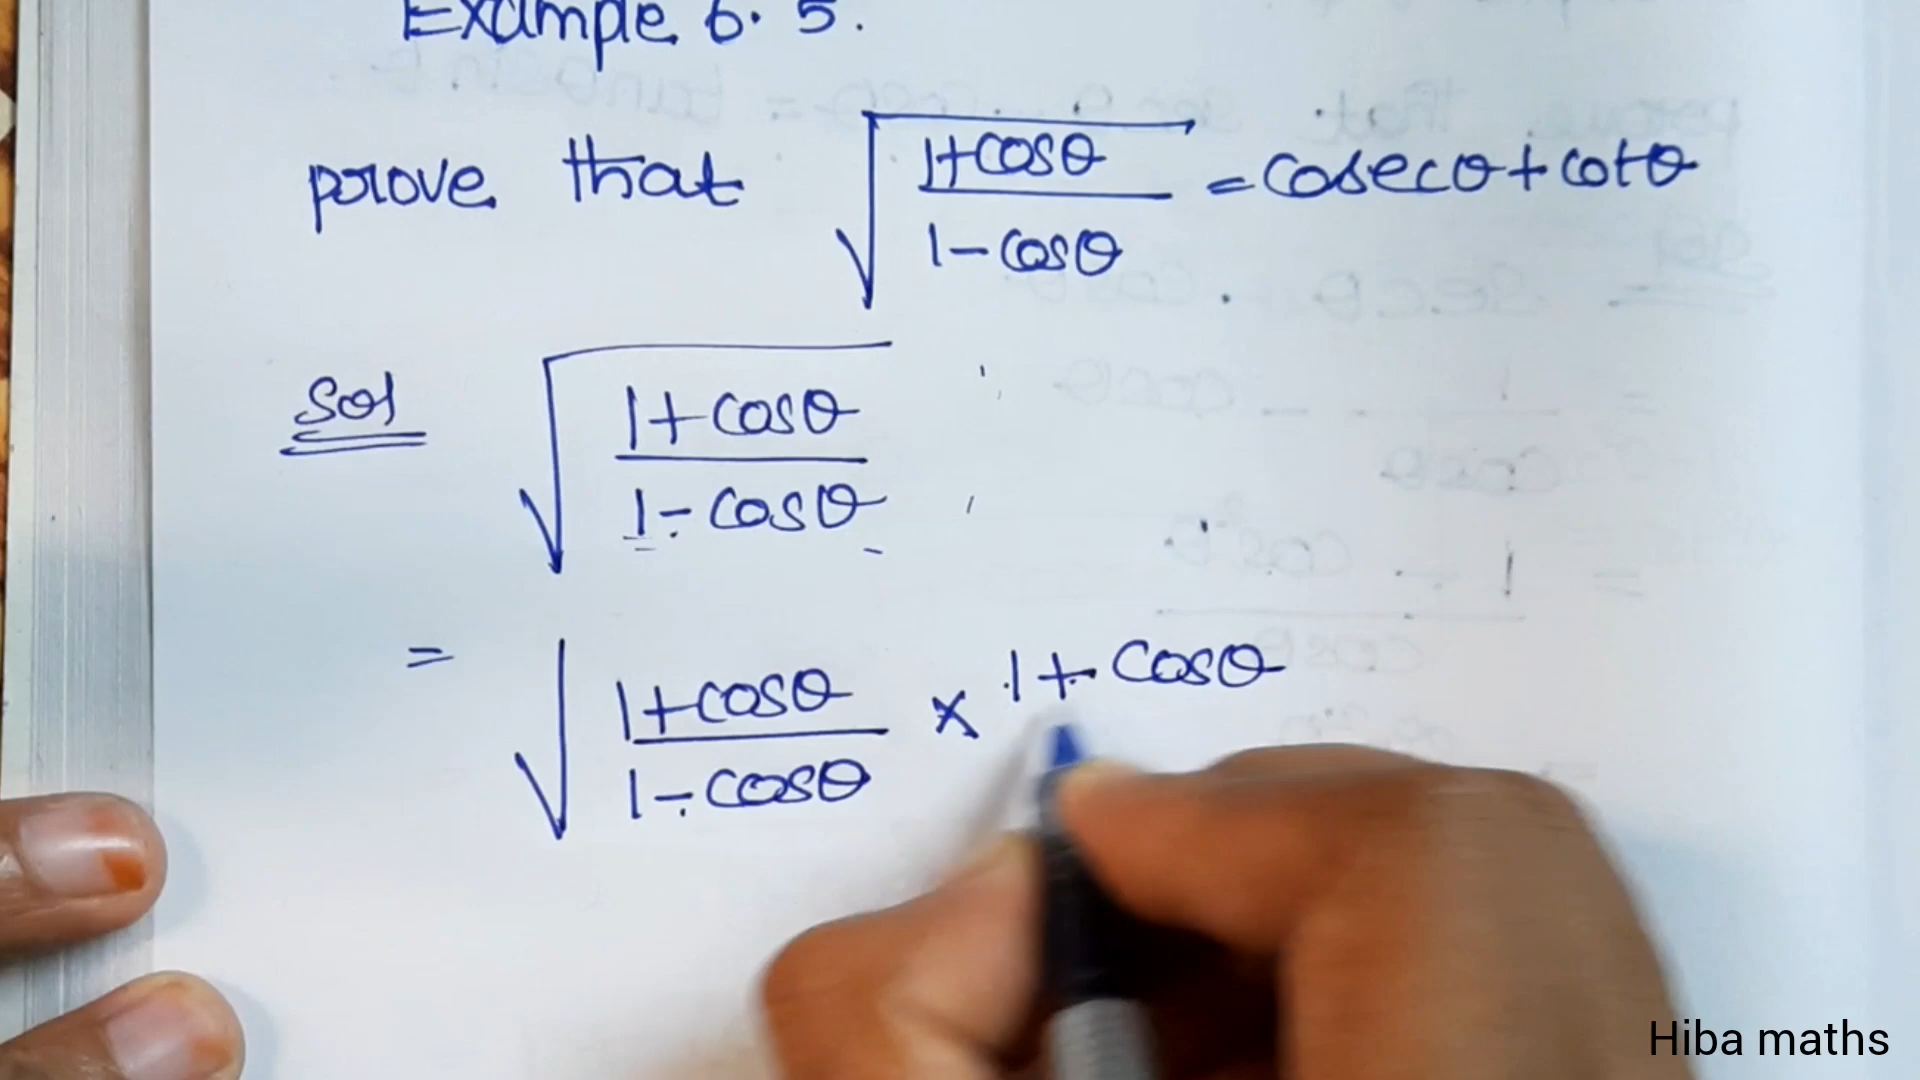 Example 6.5.
prove that √(1+cosθ / 1-cosθ) = cosecθ + cotθ
Sol √(1+cosθ / 1-cosθ)
= √(1+cosθ / 1-cosθ × 1+cosθ
Hiba maths